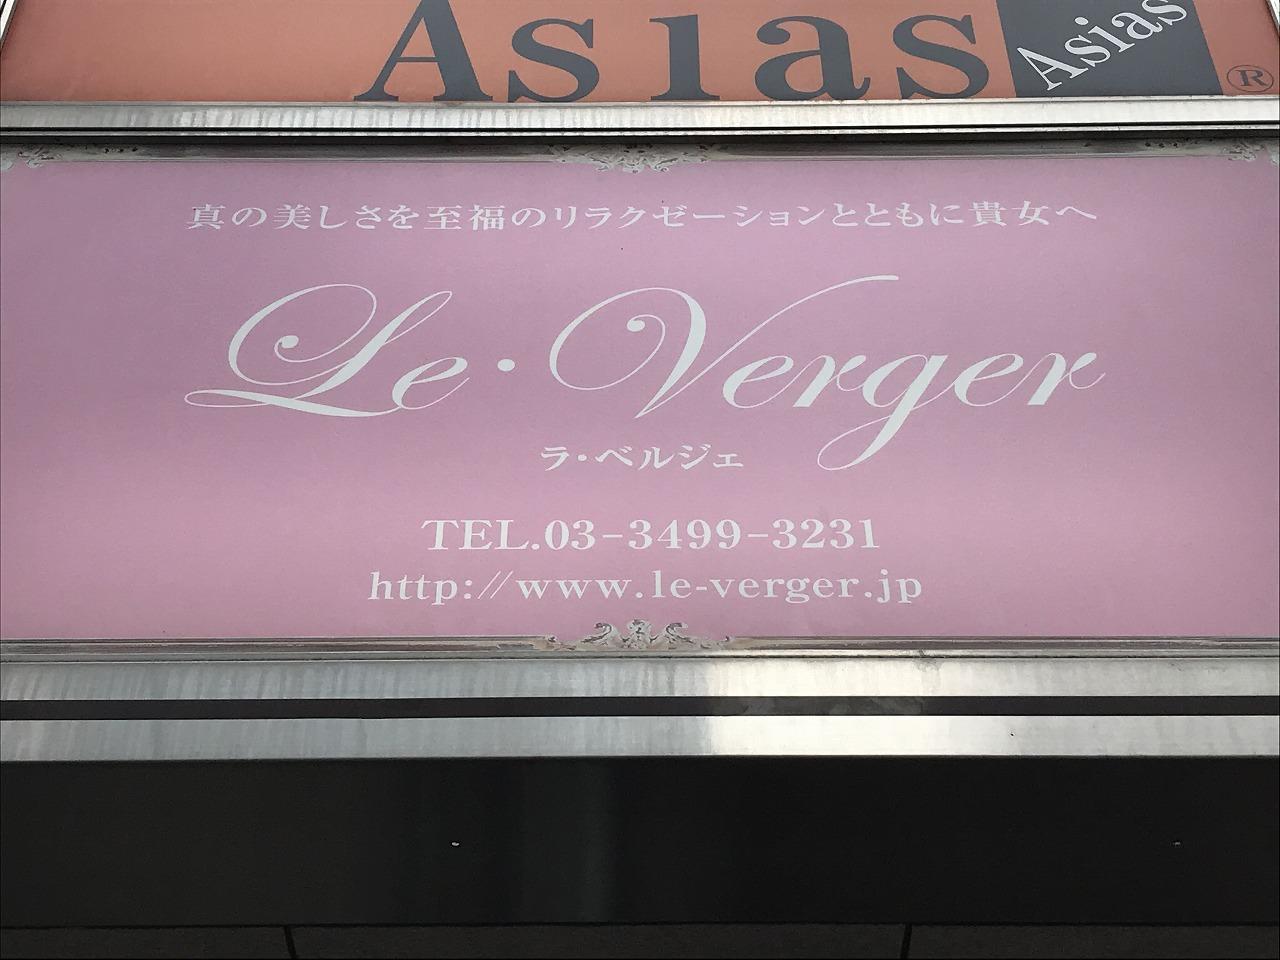 Asias
Asias ®
真の美しさを至福のリラクゼーションとともに貴女へ
Le・Verger
ラ・ベルジェ
TEL.03-3499-3231
http://www.le-verger.jp